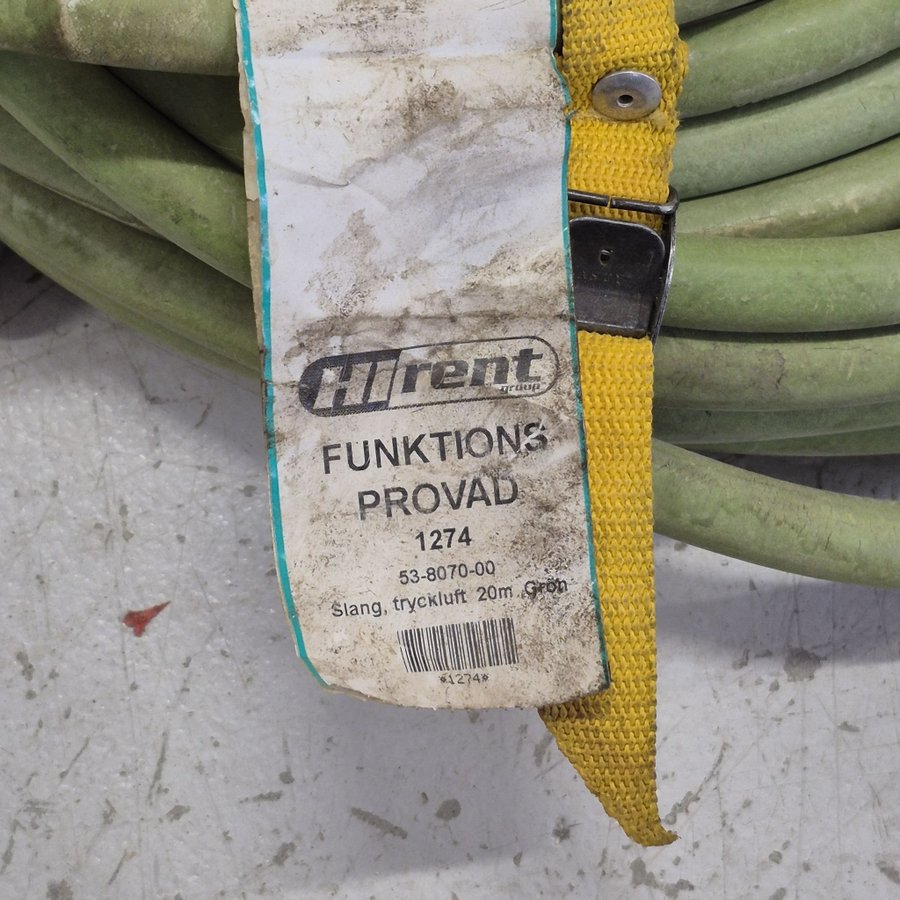 HIrent
group
FUNKTIONS
PROVAD
1274
53-8070-00
Slang, tryckluft 20m Grön
*1274*